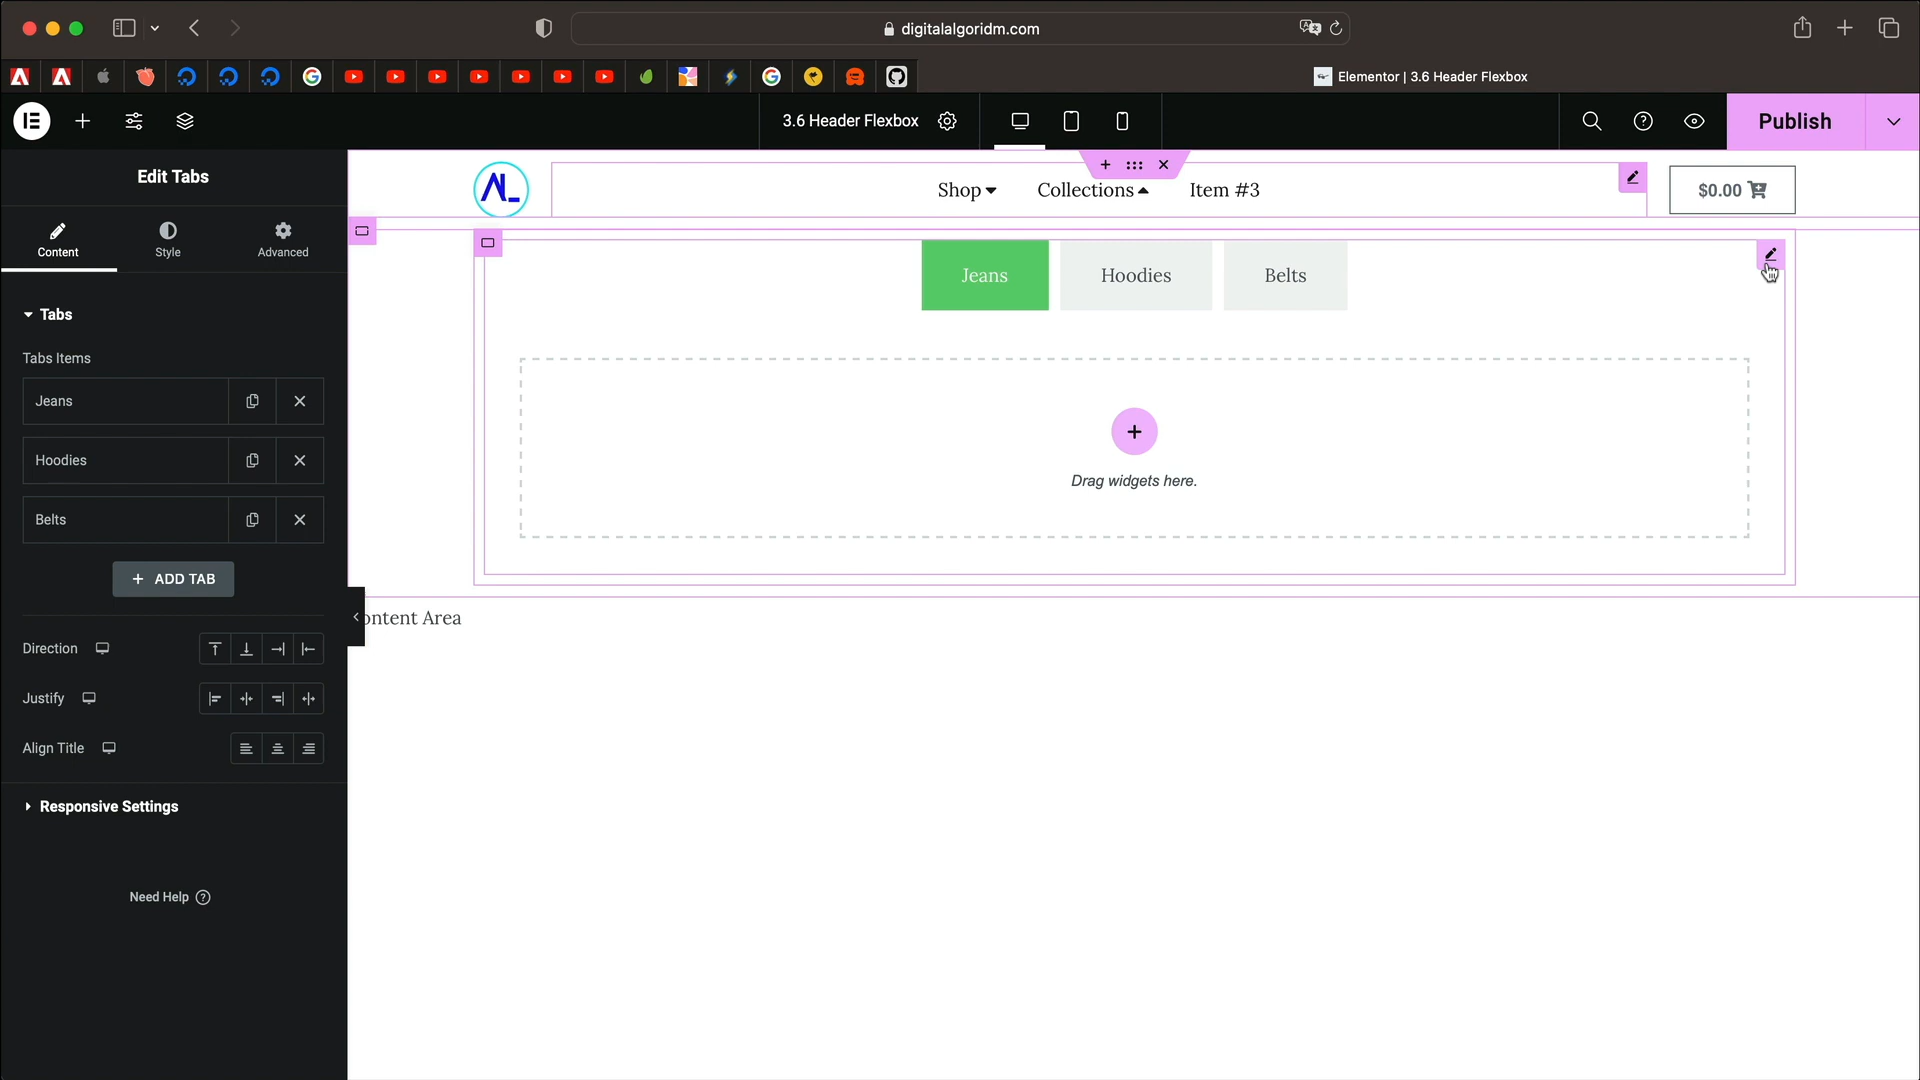 digitalalgoridm.com
Elementor | 3.6 Header Flexbox
3.6 Header Flexbox
Publish
Edit Tabs
Content
Style
Advanced
Tabs
Tabs Items
Jeans
Hoodies
Belts
+ ADD TAB
Direction
Justify
Align Title
Responsive Settings
Need Help
AL_
Shop
Collections
Item #3
$0.00
Jeans
Hoodies
Belts
Drag widgets here.
ontent Area